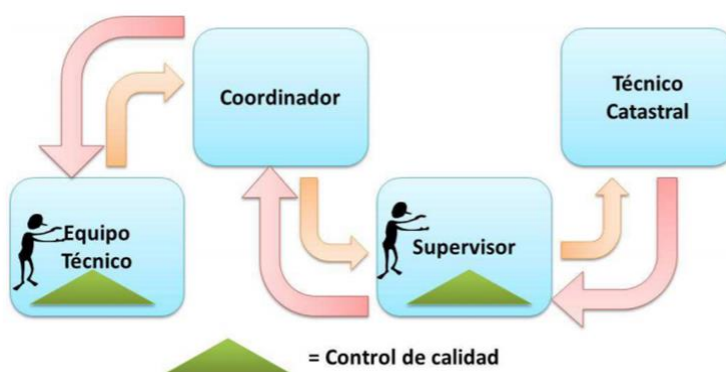 Coordinador
Técnico
Catastral
Equipo
Técnico
Supervisor
= Control de calidad